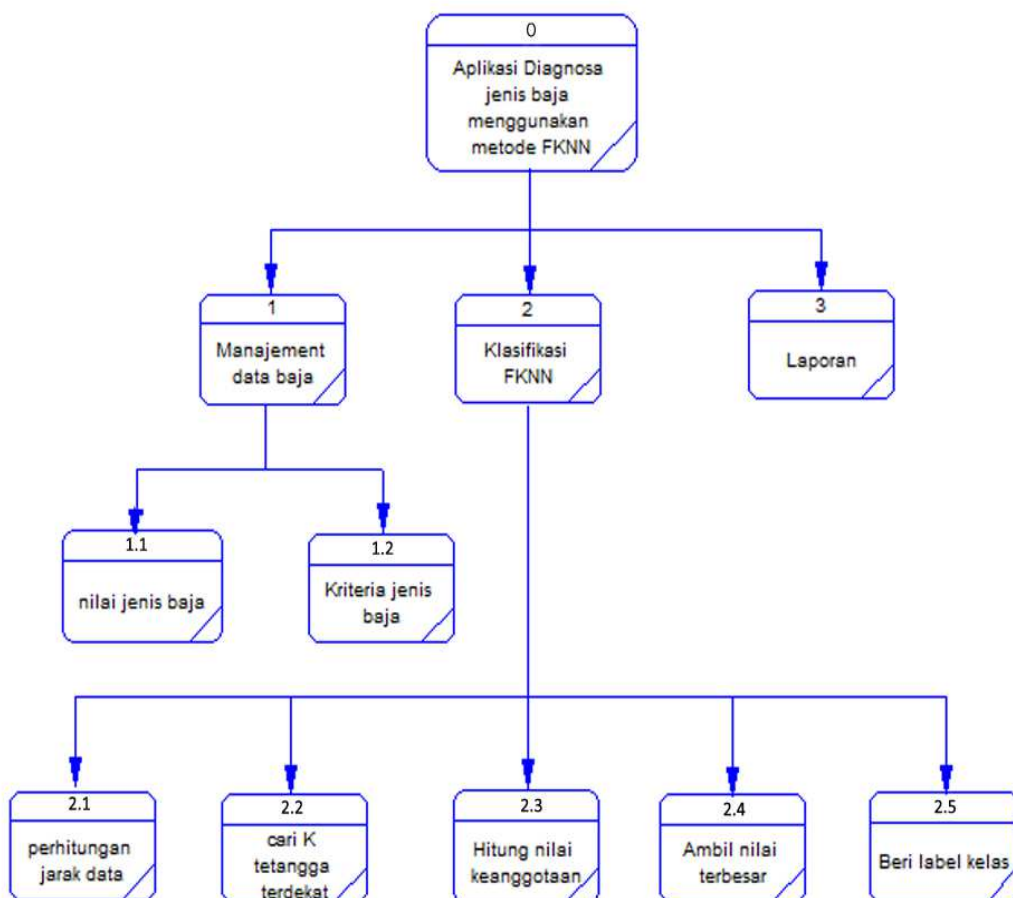 0
Aplikasi Diagnosa
jenis baja
menggunakan
metode FKNN
1
Manajement
data baja
2
Klasifikasi
FKNN
3
Laporan
1.1
nilai jenis baja
1.2
Kriteria jenis
baja
2.1
perhitungan
jarak data
2.2
cari K
tetangga
terdekat
2.3
Hitung nilai
keanggotaan
2.4
Ambil nilai
terbesar
2.5
Beri label kelas